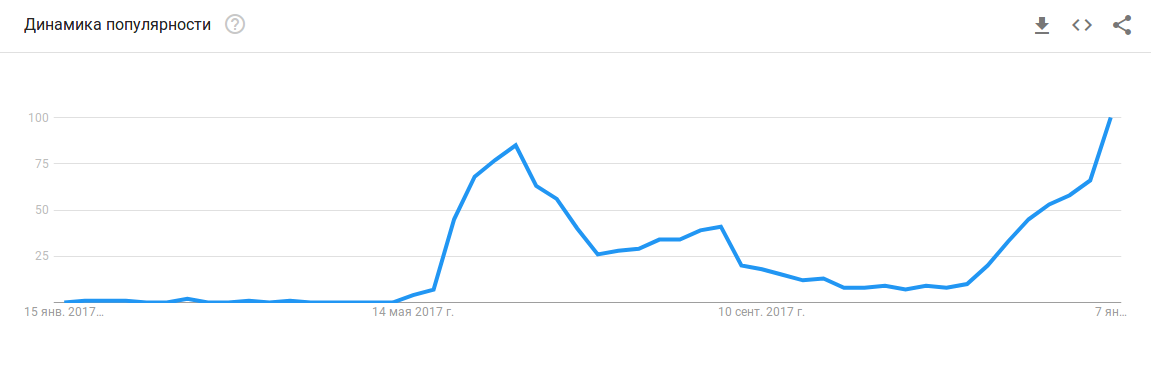 Динамика популярности
100
75
50
25
15 янв. 2017…
14 мая 2017 г.
10 сент. 2017 г.
7 ян…